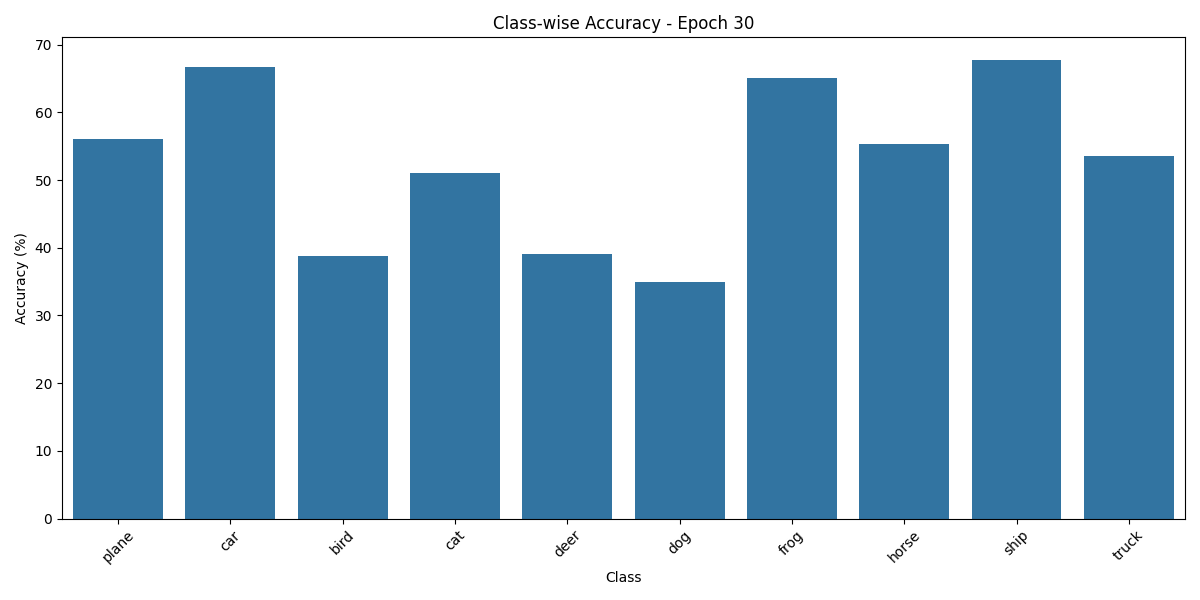 Class-wise Accuracy - Epoch 30
Accuracy (%)
70
60
50
40
30
20
10
0
plane
car
bird
cat
deer
dog
frog
horse
ship
truck
Class